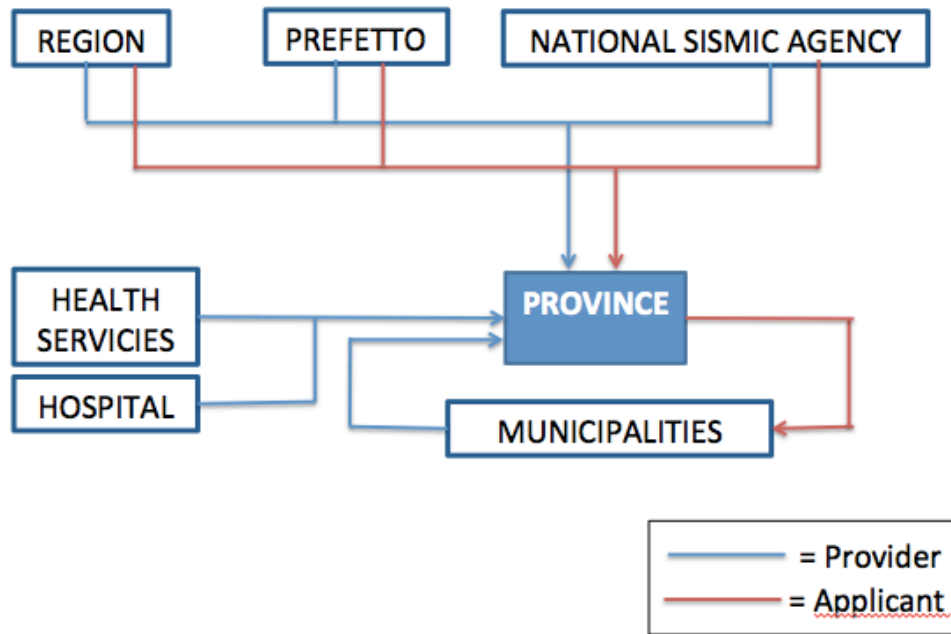 REGION
PREFETTO
NATIONAL SISMIC AGENCY
HEALTH
SERVICIES
PROVINCE
HOSPITAL
MUNICIPALITIES
= Provider
= Applicant